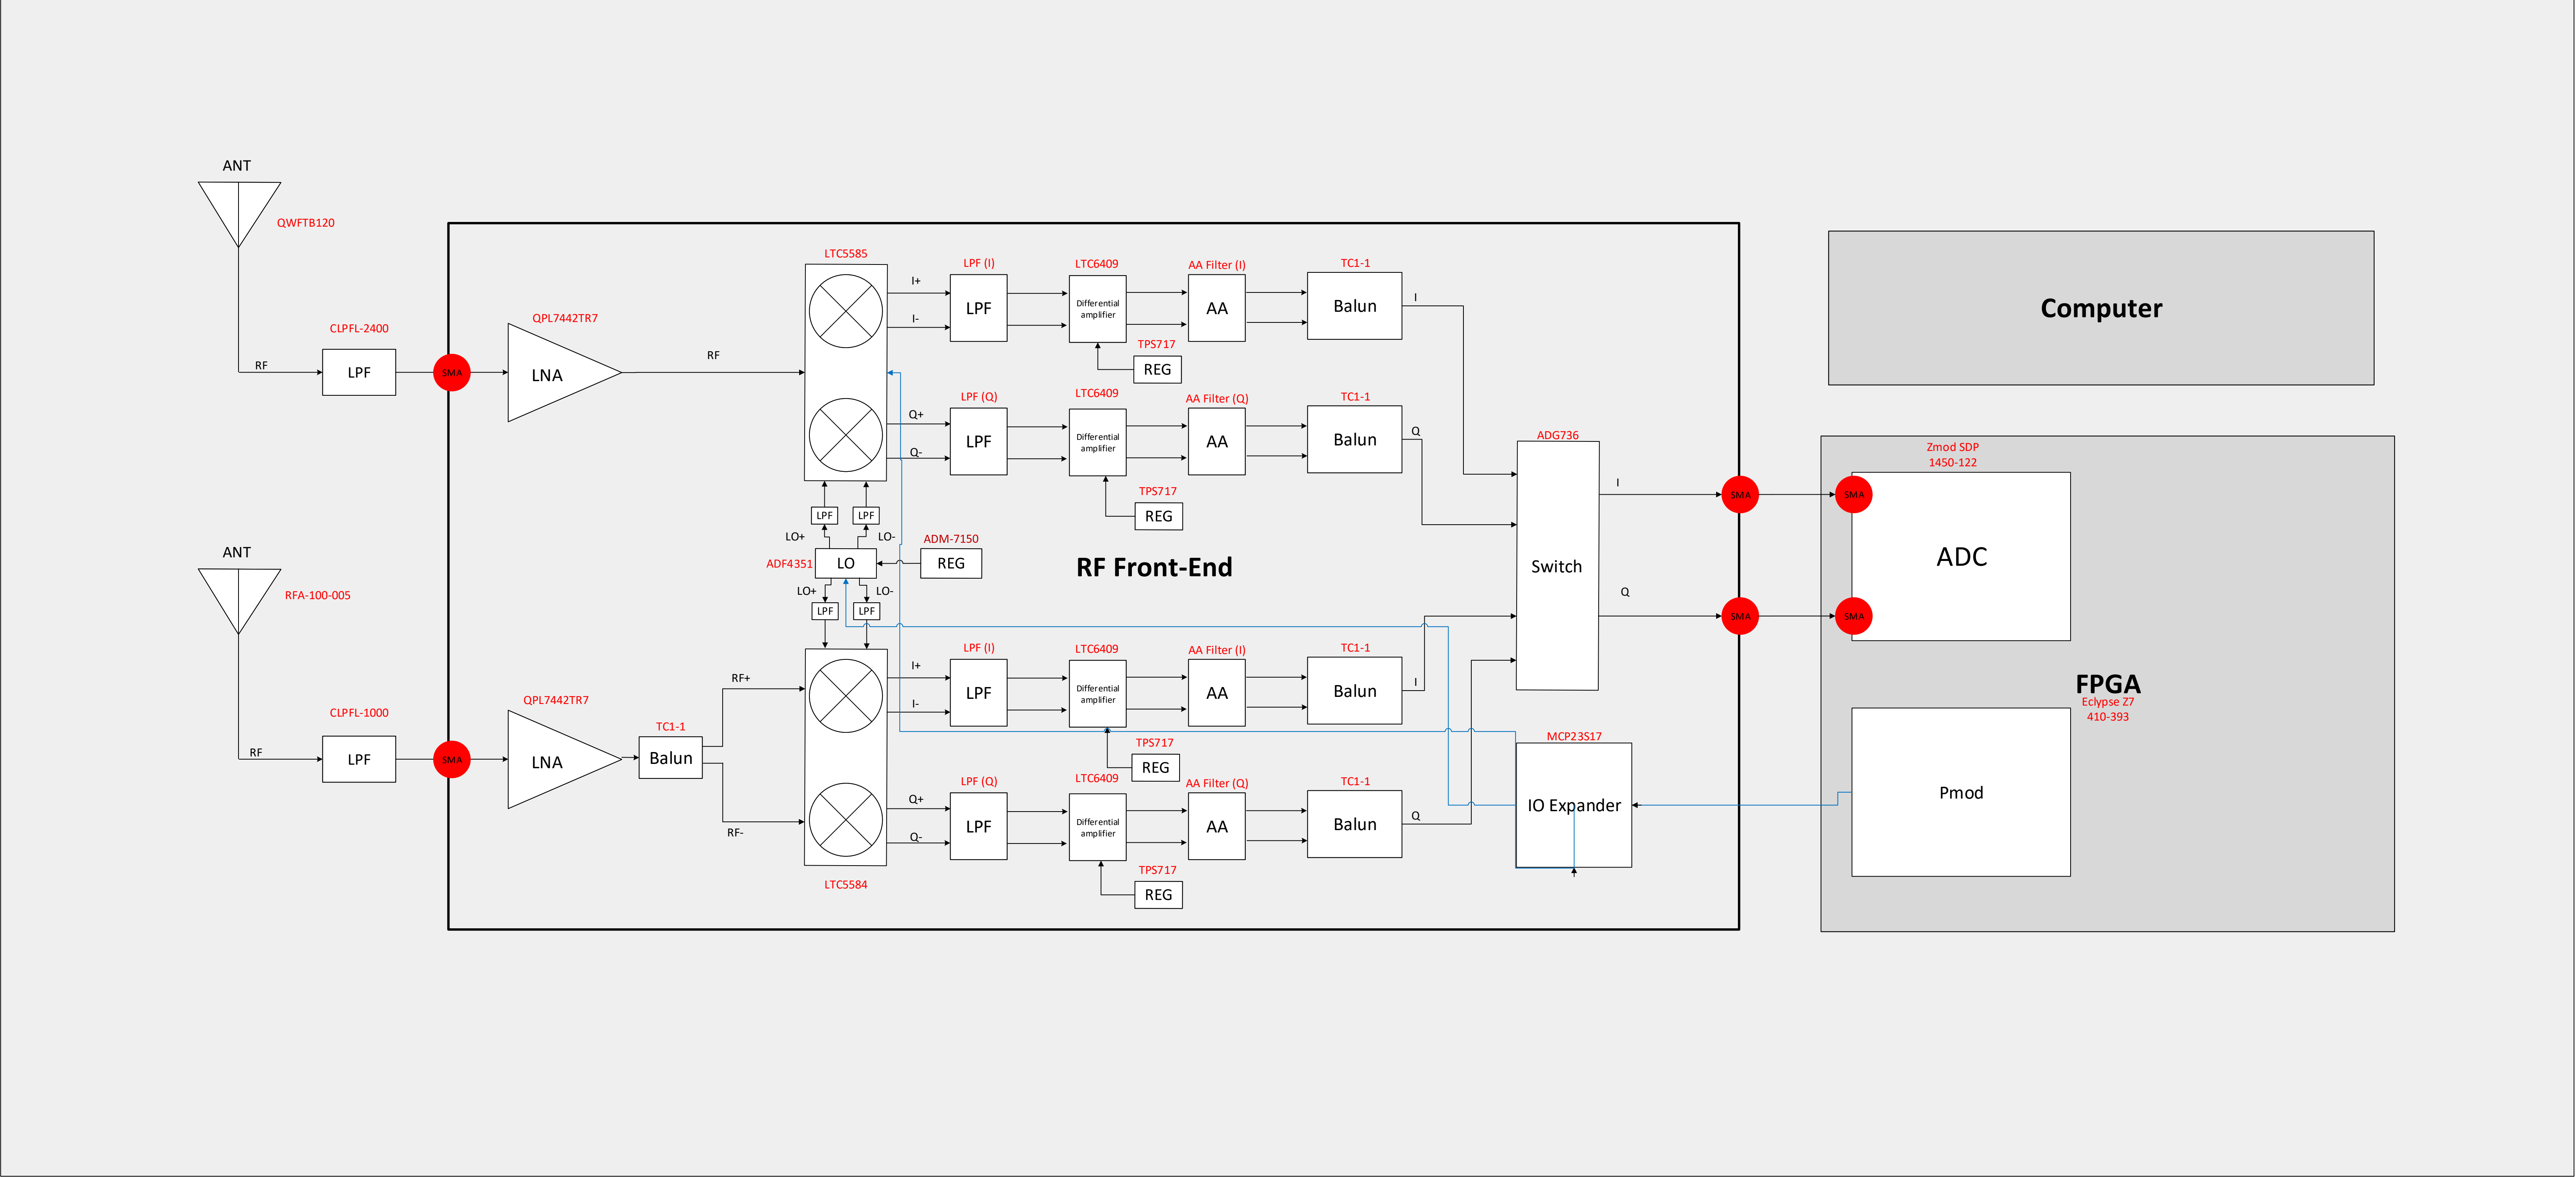 ANT
QWFTB120
RF
CLPFL-2400
LPF
SMA
QPL7442TR7
LNA
RF
LTC5585
I+
I-
Q+
Q-
LPF (I)
LPF
LTC6409
Differential
amplifier
AA Filter (I)
AA
TC1-1
Balun
I
TPS717
REG
LPF (Q)
LPF
LTC6409
Differential
amplifier
AA Filter (Q)
AA
TC1-1
Balun
Q
TPS717
REG
LPF
LPF
LO+
LO-
ADF4351
LO
ADM-7150
REG
LO+
LO-
LPF
LPF
RF Front-End
ADG736
Switch
I
SMA
SMA
Q
SMA
SMA
Computer
Zmod SDP
1450-122
ADC
FPGA
Eclypse Z7
410-393
Pmod
MCP23S17
IO Expander
ANT
RFA-100-005
RF
CLPFL-1000
LPF
SMA
QPL7442TR7
LNA
TC1-1
Balun
RF+
RF-
LTC5584
I+
I-
Q+
Q-
LPF (I)
LPF
LTC6409
Differential
amplifier
AA Filter (I)
AA
TC1-1
Balun
I
TPS717
REG
LPF (Q)
LPF
LTC6409
Differential
amplifier
AA Filter (Q)
AA
TC1-1
Balun
Q
TPS717
REG